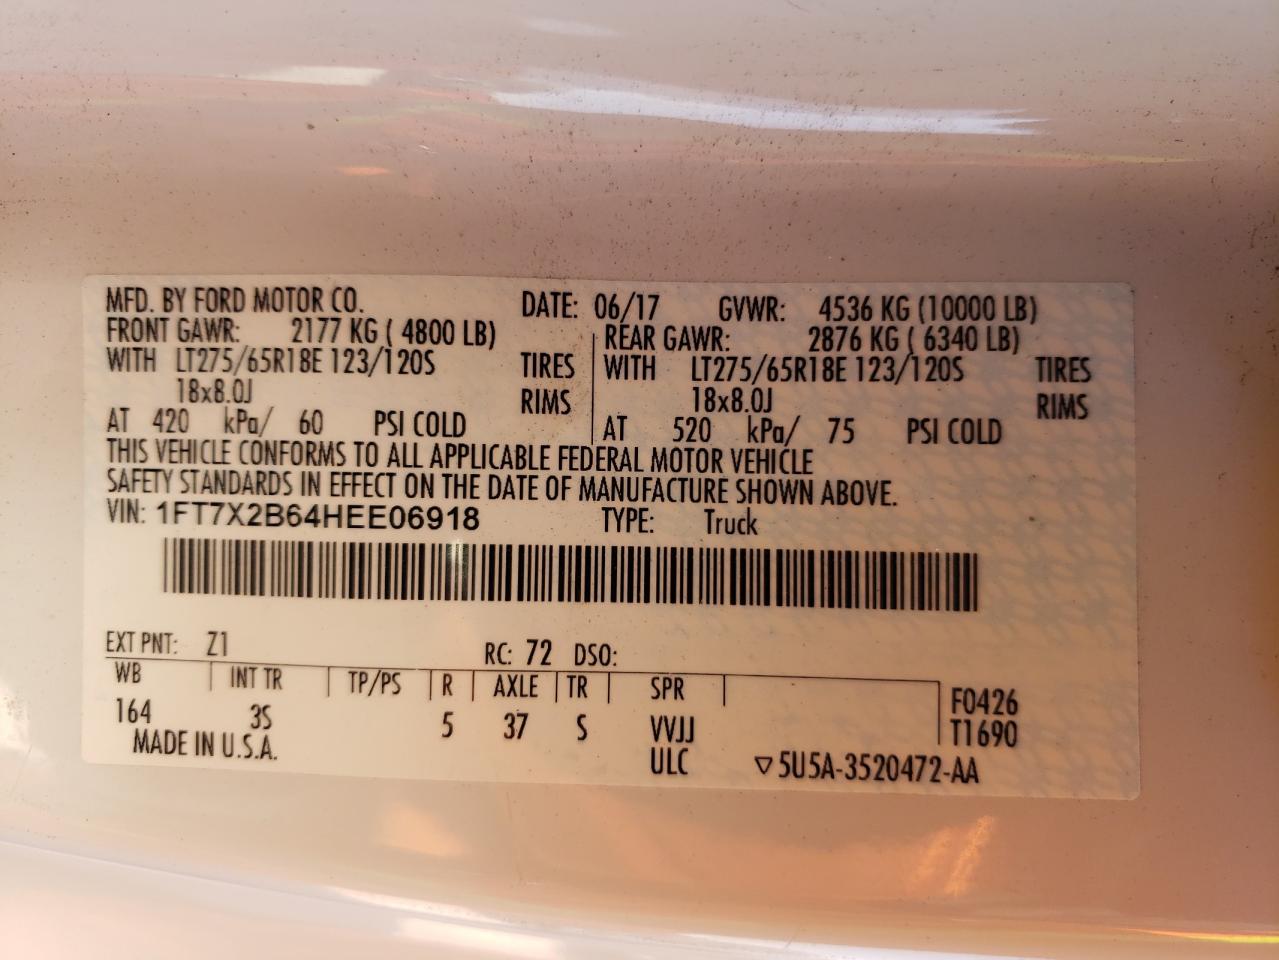 MFD. BY FORD MOTOR CO. DATE: 06/17 GVWR: 4536 KG (10000 LB)
FRONT GAWR: 2177 KG ( 4800 LB) REAR GAWR: 2876 KG ( 6340 LB)
WITH LT275/65R18E 123/120S TIRES WITH LT275/65R18E 123/120S TIRES
18x8.0J RIMS 18x8.0J RIMS
AT 420 kPa/ 60 PSI COLD AT 520 kPa/ 75 PSI COLD
THIS VEHICLE CONFORMS TO ALL APPLICABLE FEDERAL MOTOR VEHICLE
SAFETY STANDARDS IN EFFECT ON THE DATE OF MANUFACTURE SHOWN ABOVE.
VIN: 1FT7X2B64HEE06918 TYPE: Truck
EXT PNT: Z1 RC: 72 DSO:
WB INT TR TP/PS R AXLE TR SPR F0426
164 3S 5 37 S VVJJ T1690
MADE IN U.S.A. ULC ▽5U5A-3520472-AA